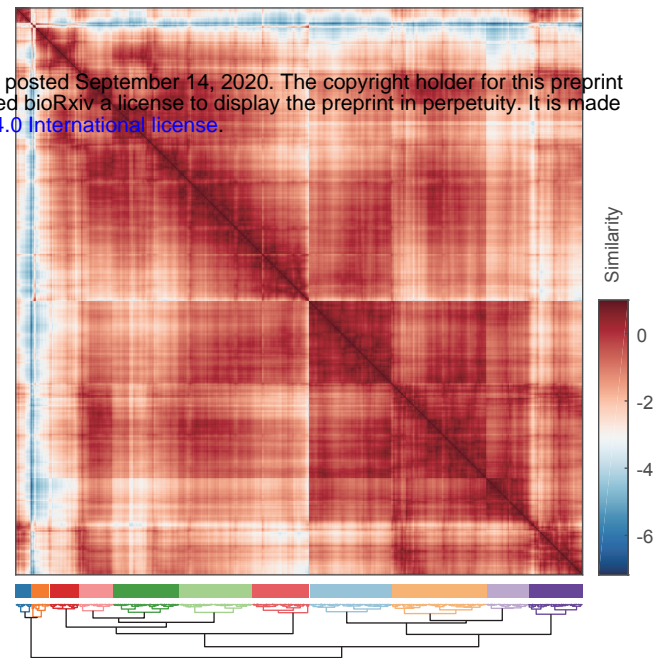 posted September 14, 2020. The copyright holder for this preprint
ed bioRxiv a license to display the preprint in perpetuity. It is made
4.0 International license.
Similarity
0
-2
-4
-6